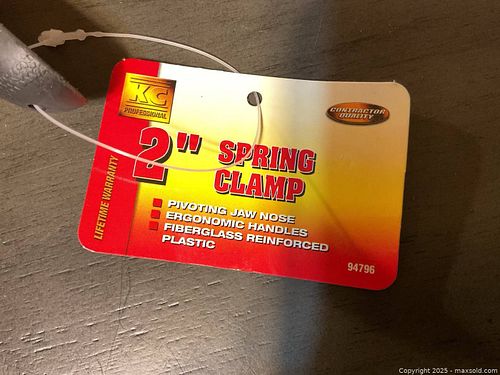 KC
PROFESSIONAL
CONTRACTOR
QUALITY
2" SPRING
CLAMP
LIFETIME WARRANTY
PIVOTING JAW NOSE
ERGONOMIC HANDLES
FIBERGLASS REINFORCED
PLASTIC
94796
Copyright 2025 - maxsold.com